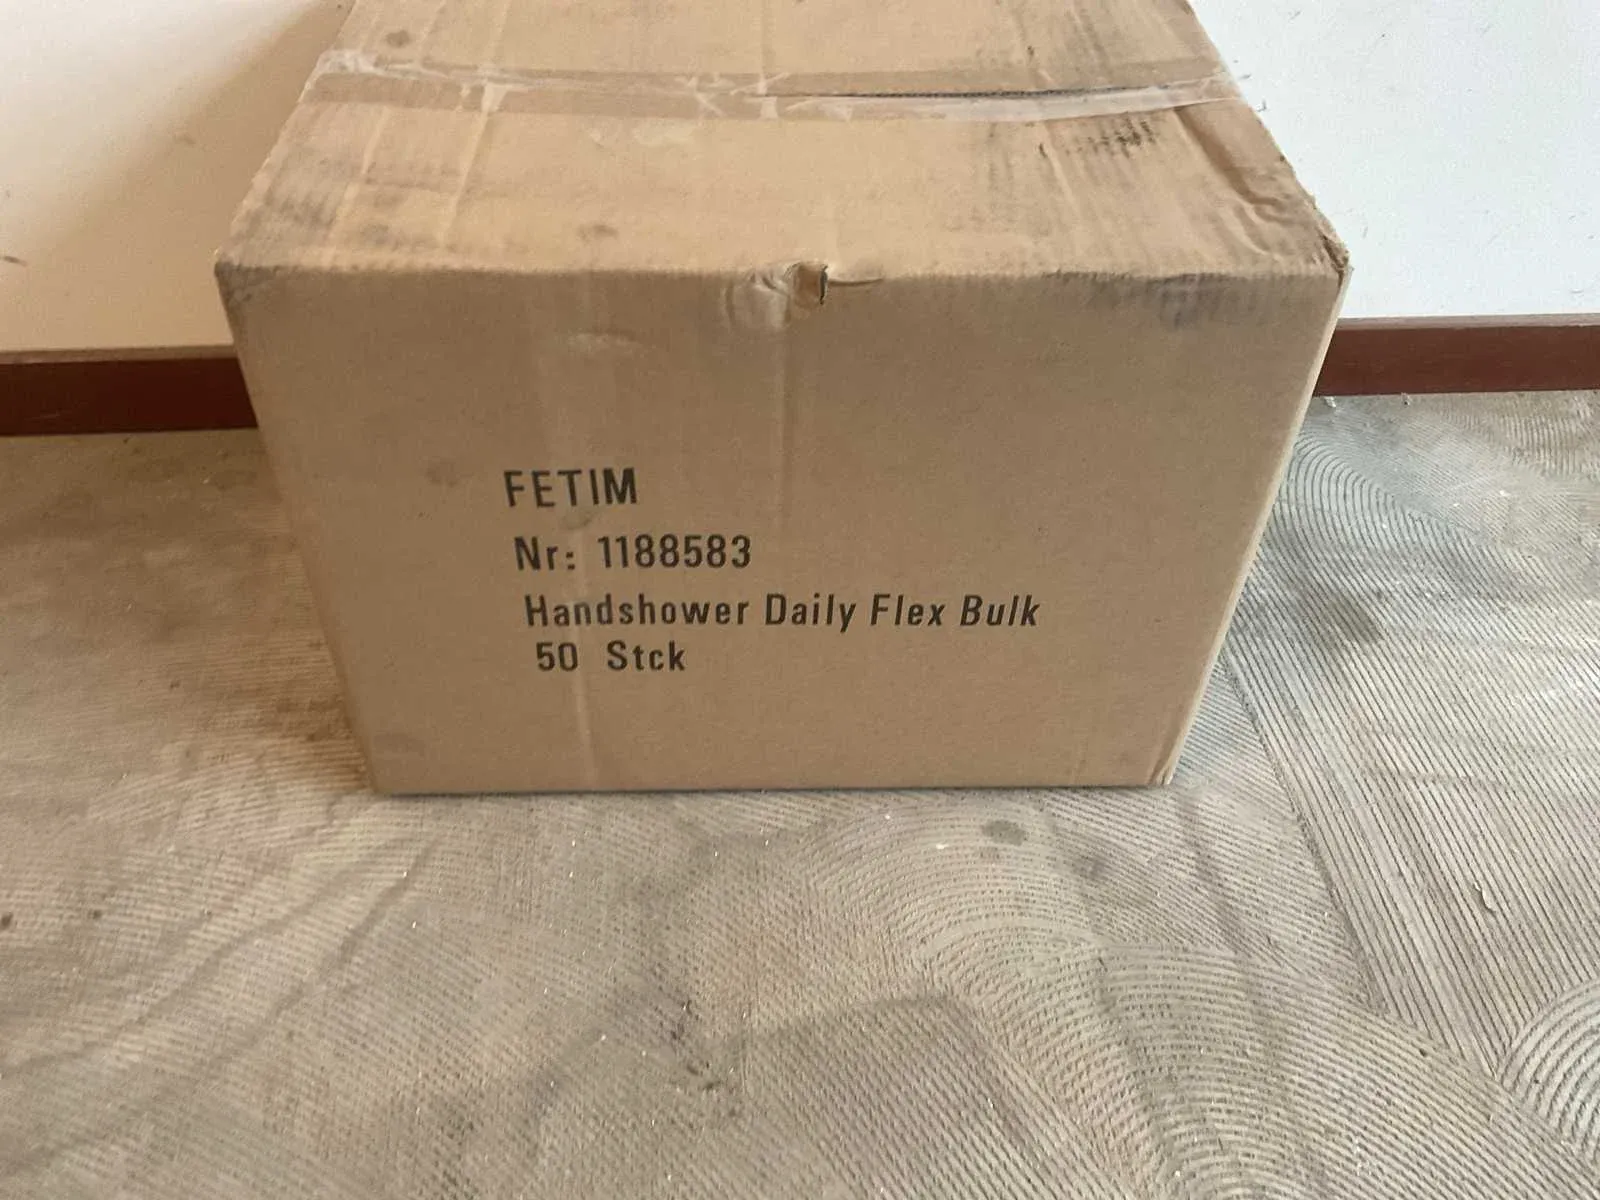 FETIM
Nr: 1188583
Handshower Daily Flex Bulk
50 Stck